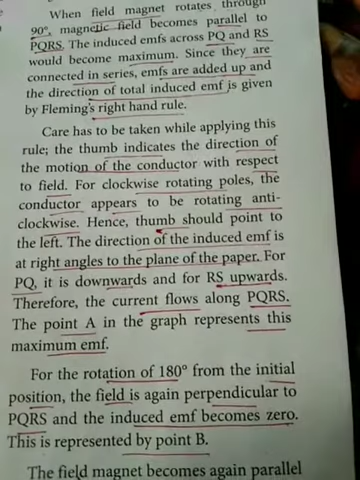 When field magnet rotates through
90°, magnetic field becomes parallel to
PQRS. The induced emfs across PQ and RS
would become maximum. Since they are
connected in series, emfs are added up and
the direction of total induced emf is given
by Fleming's right hand rule.
Care has to be taken while applying this
rule; the thumb indicates the direction of
the motion of the conductor with respect
to field. For clockwise rotating poles, the
conductor appears to be rotating anti-
clockwise. Hence, thumb should point to
the left. The direction of the induced emf is
at right angles to the plane of the paper. For
PQ, it is downwards and for RS upwards.
Therefore, the current flows along PQRS.
The point A in the graph represents this
maximum emf.
For the rotation of 180° from the initial
position, the field is again perpendicular to
PQRS and the induced emf becomes zero.
This is represented by point B.
The field magnet becomes again parallel